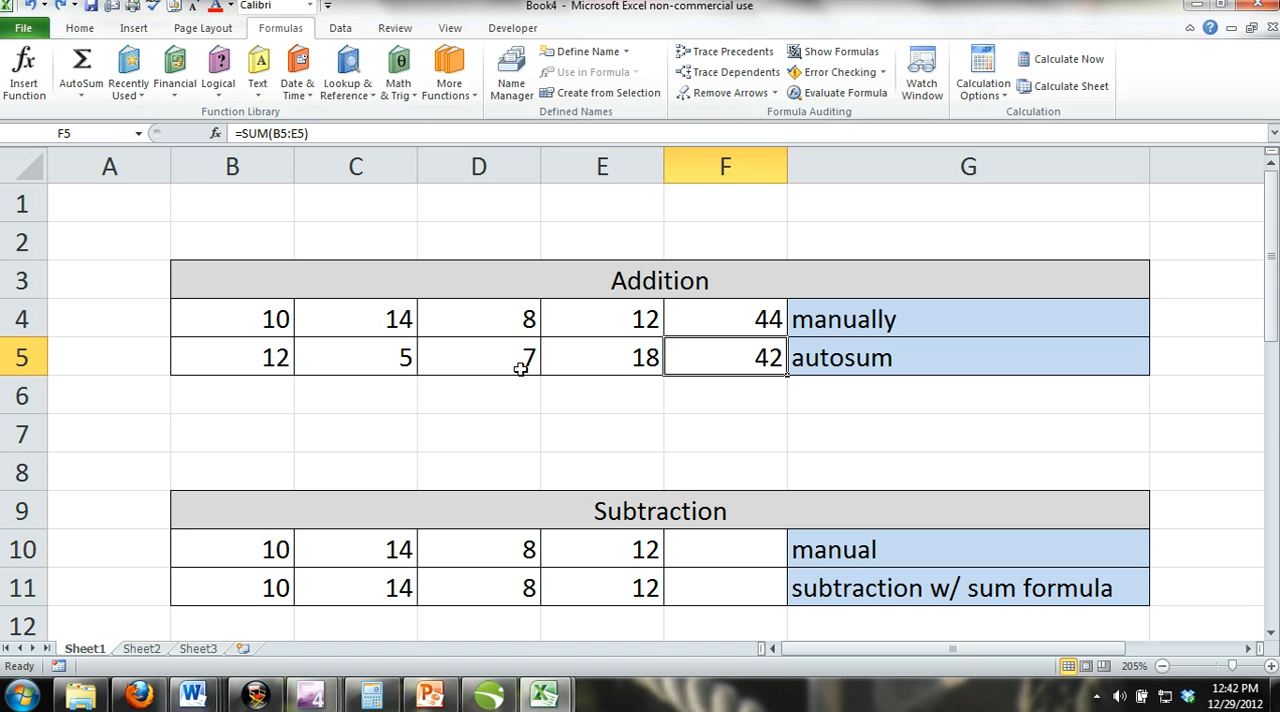 Calibri
Book4 - Microsoft Excel non-commercial use
File Home Insert Page Layout Formulas Data Review View Developer
Insert Function
AutoSum
Recently Used
Financial
Logical
Text
Date & Time
Lookup & Reference
Math & Trig
More Functions
Function Library
Name Manager
Define Name
Use in Formula
Create from Selection
Defined Names
Trace Precedents
Trace Dependents
Remove Arrows
Show Formulas
Error Checking
Evaluate Formula
Formula Auditing
Watch Window
Calculation Options
Calculate Now
Calculate Sheet
Calculation
F5 fx =SUM(B5:E5)
A B C D E F G
1
2
3 Addition
4 10 14 8 12 44 manually
5 12 5 7 18 42 autosum
6
7
8
9 Subtraction
10 10 14 8 12 manual
11 10 14 8 12 subtraction w/ sum formula
12
Sheet1 Sheet2 Sheet3
Ready 205%
12:42 PM
12/29/2012